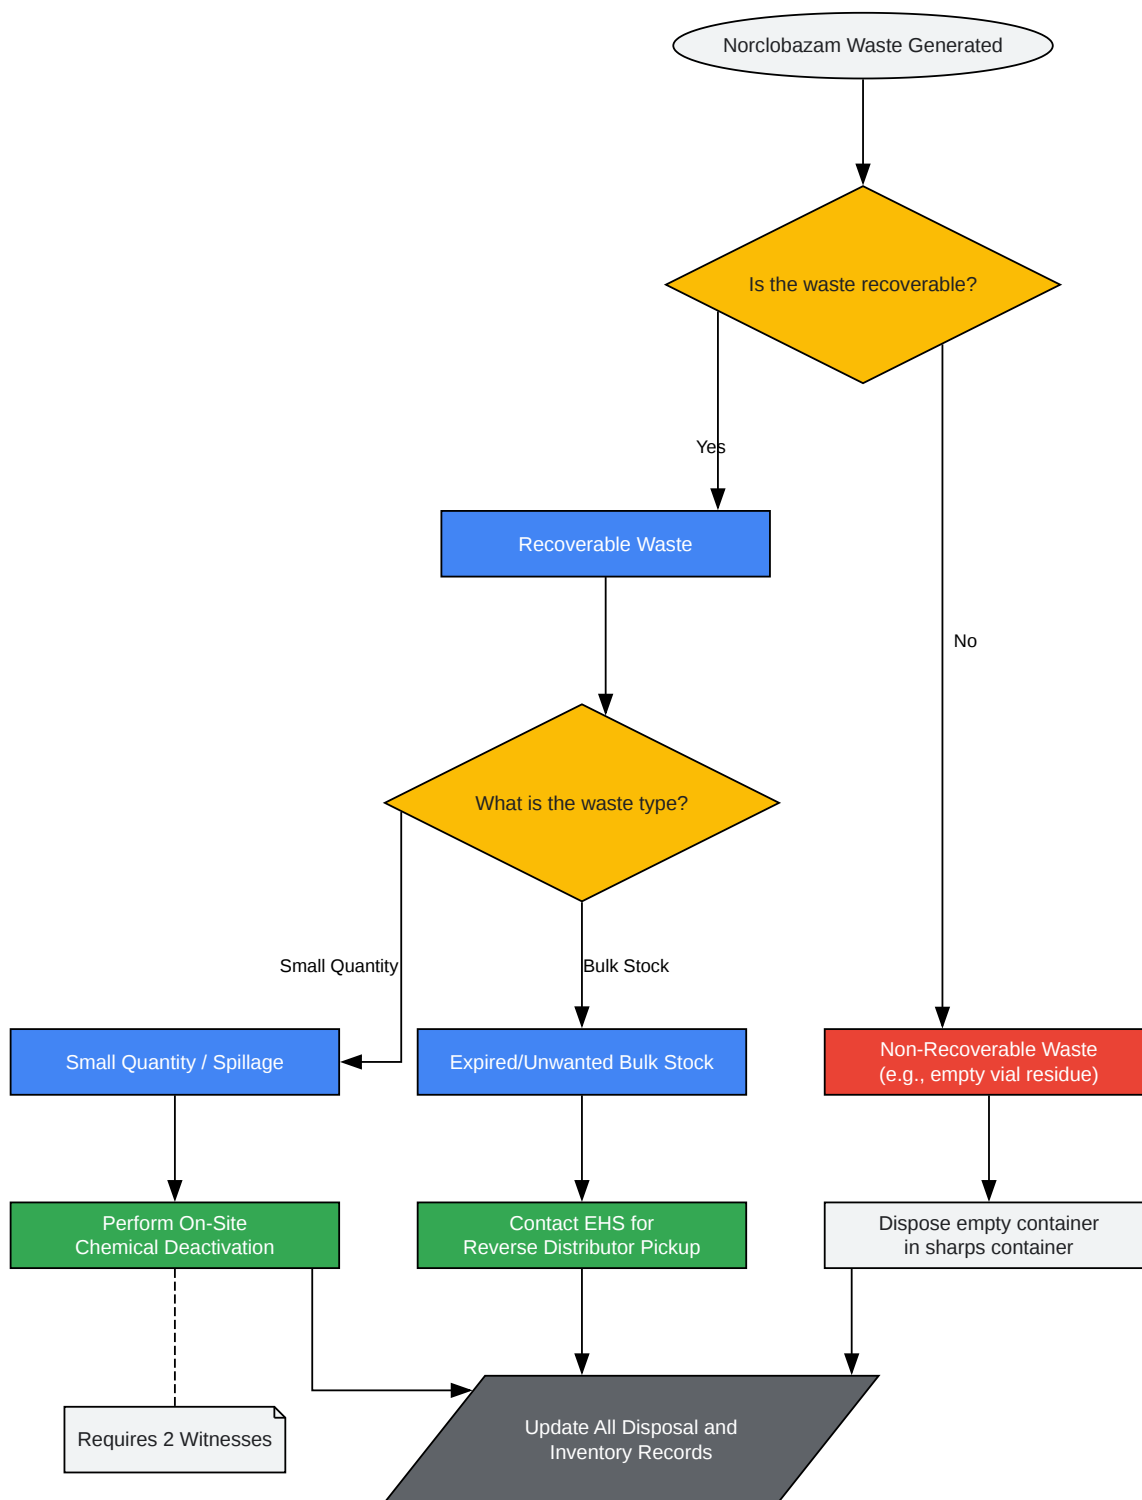 Norclobazam Waste Generated
Is the waste recoverable?
Yes
Recoverable Waste
No
What is the waste type?
Small Quantity
Bulk Stock
Small Quantity / Spillage
Expired/Unwanted Bulk Stock
Non-Recoverable Waste
(e.g., empty vial residue)
Perform On-Site
Chemical Deactivation
Contact EHS for
Reverse Distributor Pickup
Dispose empty container
in sharps container
Requires 2 Witnesses
Update All Disposal and
Inventory Records